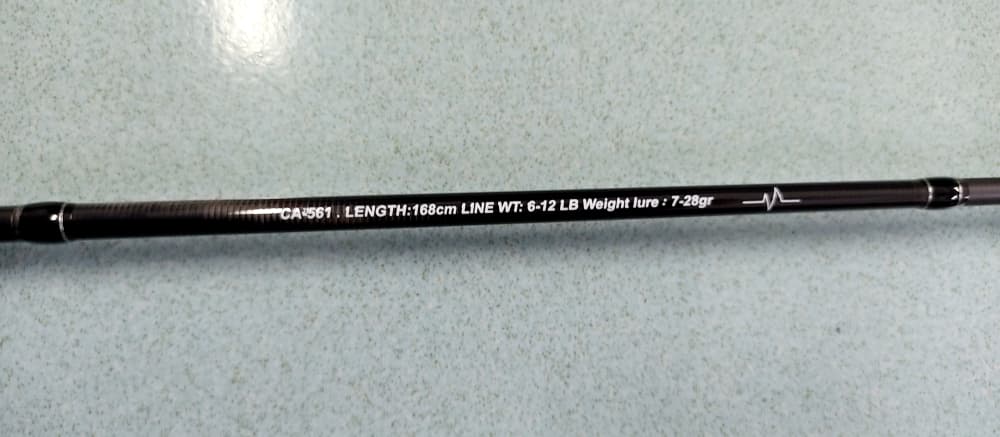 CA-561 . LENGTH:168cm LINE WT: 6-12 LB Weight lure : 7-28gr